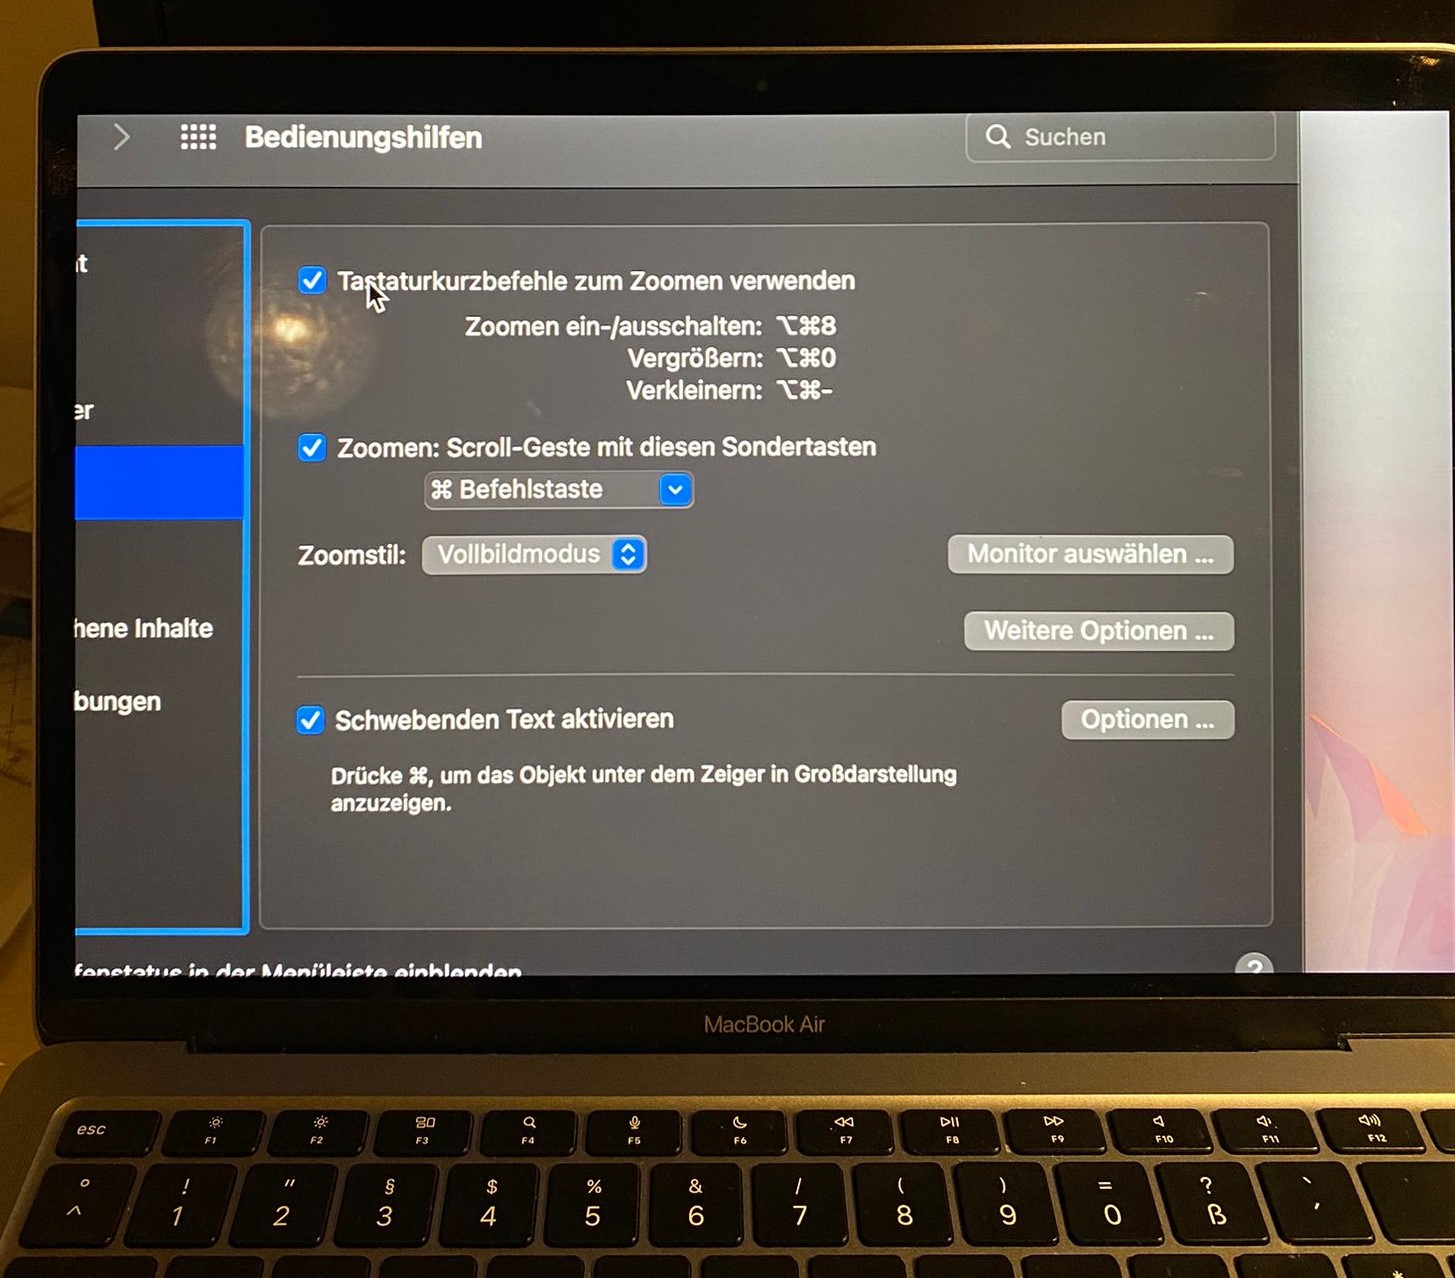 Bedienungshilfen
Suchen
Tastaturkurzbefehle zum Zoomen verwenden
Zoomen ein-/ausschalten: ⌥⌘8
Vergrößern: ⌥⌘0
Verkleinern: ⌥⌘-
er
Zoomen: Scroll-Geste mit diesen Sondertasten
⌘ Befehlstaste
Zoomstil: Vollbildmodus
Monitor auswählen ...
hene Inhalte
Weitere Optionen ...
bungen
Schwebenden Text aktivieren
Optionen ...
Drücke ⌘, um das Objekt unter dem Zeiger in Großdarstellung
anzuzeigen.
fenstatus in der Menüleiste einblenden
?
MacBook Air
esc F1 F2 F3 F4 F5 F6 F7 F8 F9 F10 F11 F12
° ! " § $ % & / ( ) = ? `
^ 1 2 3 4 5 6 7 8 9 0 ß ´